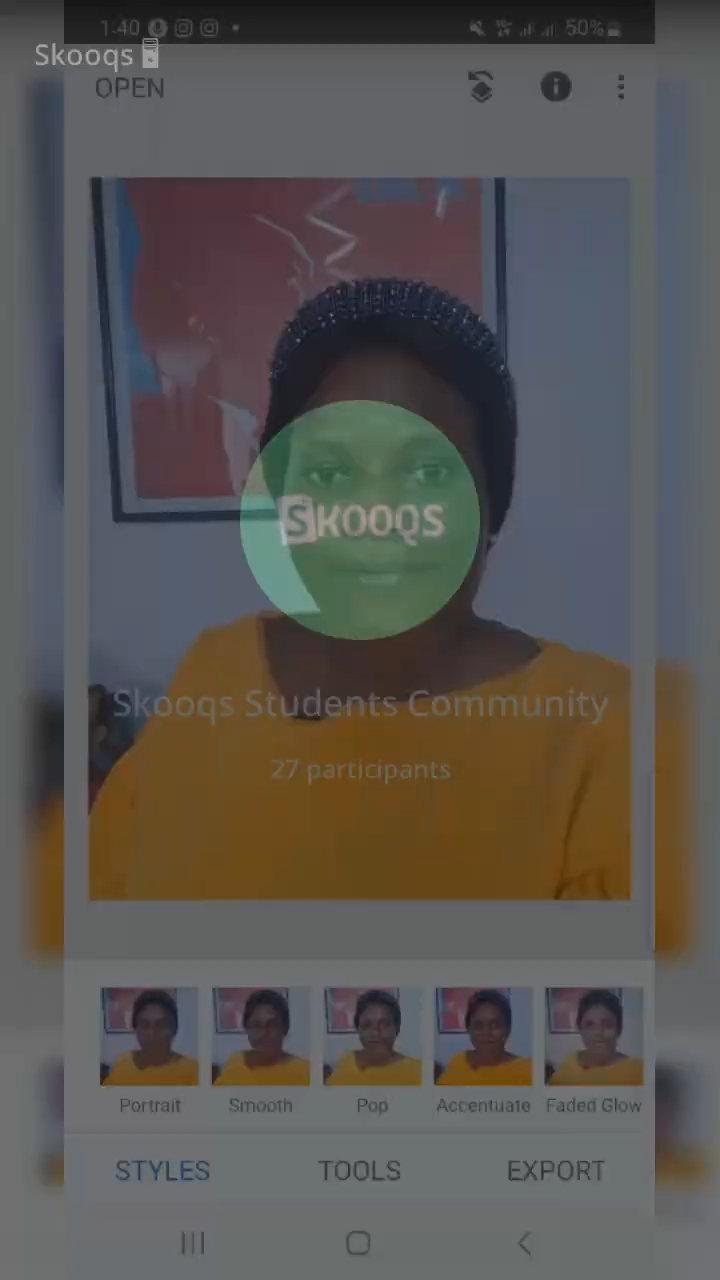 1:40 50%
Skooqs
OPEN
SKOOQS
Skooqs Students Community
27 participants
Portrait Smooth Pop Accentuate Faded Glow
STYLES TOOLS EXPORT